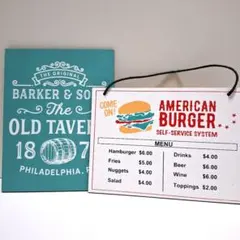 THE ORIGINAL
BARKER & SO
The
OLD TAVE
18 7
PHILADELPHIA, P
COME
ON!
AMERICAN
BURGER
SELF-SERVICE SYSTEM
MENU
Hamburger $8.00
Fries $5.00
Nuggets $4.00
Salad $4.00
Drinks $4.00
Beer $6.00
Wine $6.00
Toppings $2.00